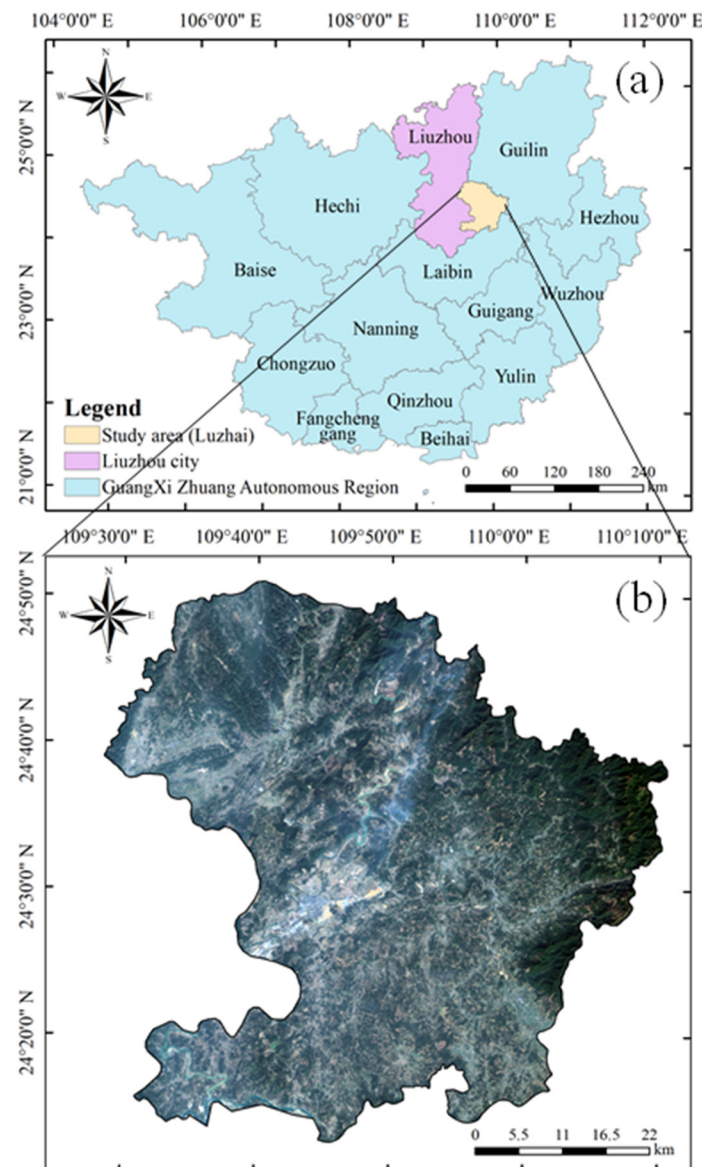 104°0'0" E 106°0'0" E 108°0'0" E 110°0'0" E 112°0'0" E
(a)
N
W E
S
25°0'0" N
23°0'0" N
21°0'0" N
Liuzhou
Guilin
Hechi
Hezhou
Baise
Laibin
Wuzhou
Guigang
Nanning
Chongzuo
Yulin
Qinzhou
Fangcheng
gang
Beihai
Legend
Study area (Luzhai)
Liuzhou city
GuangXi Zhuang Autonomous Region
0 60 120 180 240
km
109°30'0" E 109°40'0" E 109°50'0" E 110°0'0" E 110°10'0" E
(b)
N
W E
S
24°50'0" N
24°40'0" N
24°30'0" N
24°20'0" N
0 5.5 11 16.5 22
km